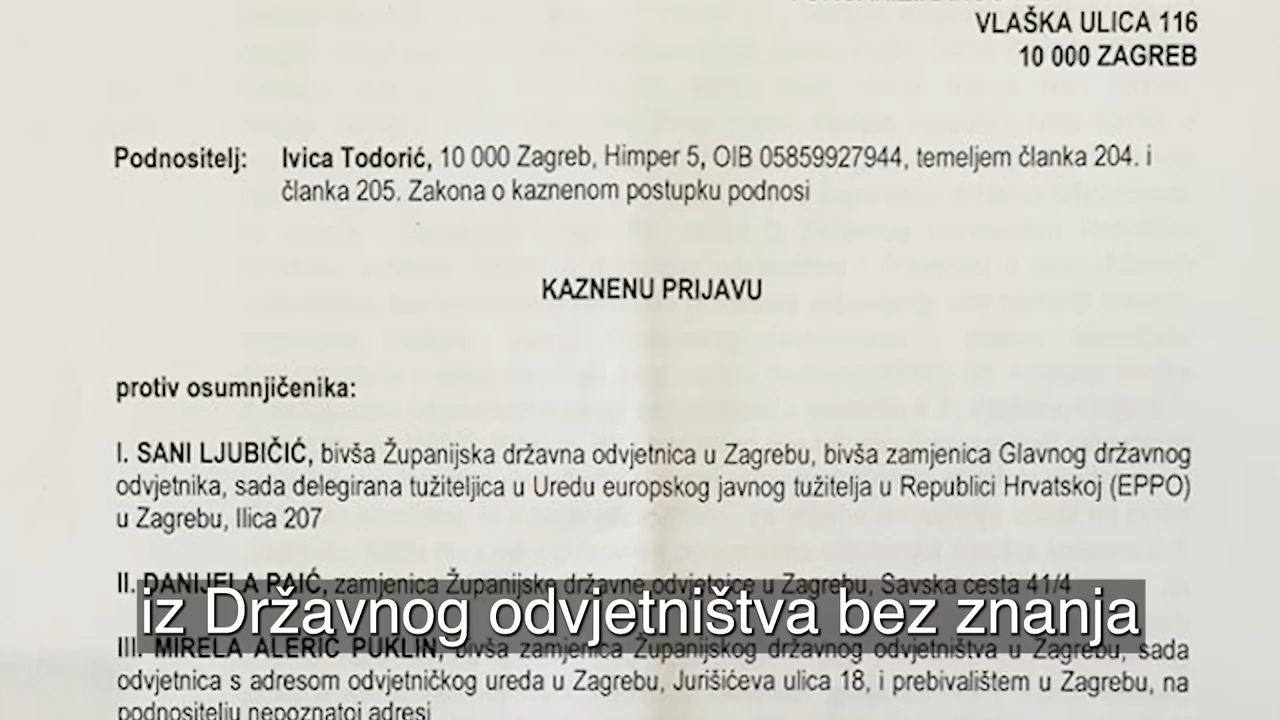 VLAŠKA ULICA 116
10 000 ZAGREB
Podnositelj: Ivica Todorić, 10 000 Zagreb, Himper 5, OIB 05859927944, temeljem članka 204. i
članka 205. Zakona o kaznenom postupku podnosi
KAZNENU PRIJAVU
protiv osumnjičenika:
I. SANI LJUBIČIĆ, bivša Županijska državna odvjetnica u Zagrebu, bivša zamjenica Glavnog državnog
odvjetnika, sada delegirana tužiteljica u Uredu europskog javnog tužitelja u Republici Hrvatskoj (EPPO)
u Zagrebu, Ilica 207
II. DANIJELA PAIĆ, zamjenica Županijske državne odvjetnice u Zagrebu, Savska cesta 41/4
iz Državnog odvjetništva bez znanja
III. MIRELA ALERIĆ PUKLIN, bivša zamjenica Županijskog državnog odvjetništva u Zagrebu, sada
odvjetnica s adresom odvjetničkog ureda u Zagrebu, Jurišićeva ulica 18, i prebivalištem u Zagrebu, na
podnositelju nepoznatoj adresi